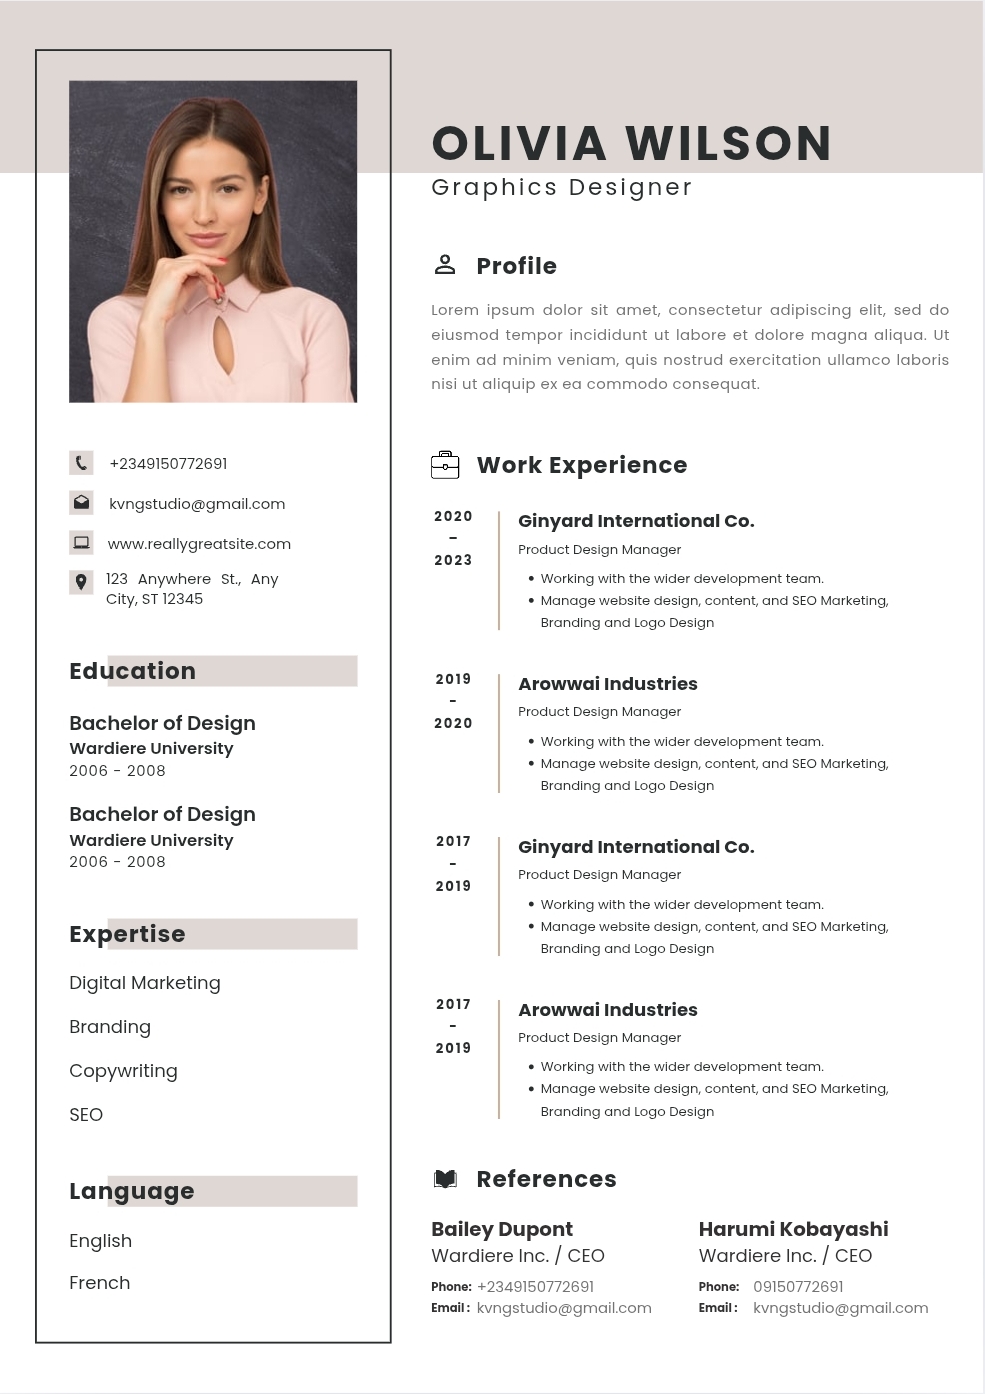 OLIVIA WILSON
Graphics Designer
+2349150772691
kvngstudio@gmail.com
www.reallygreatsite.com
123 Anywhere St., Any
City, ST 12345
Education
Bachelor of Design
Wardiere University
2006 - 2008
Bachelor of Design
Wardiere University
2006 - 2008
Expertise
Digital Marketing
Branding
Copywriting
SEO
Language
English
French
Profile
Lorem ipsum dolor sit amet, consectetur adipiscing elit, sed do
eiusmod tempor incididunt ut labore et dolore magna aliqua. Ut
enim ad minim veniam, quis nostrud exercitation ullamco laboris
nisi ut aliquip ex ea commodo consequat.
Work Experience
2020
–
2023
Ginyard International Co.
Product Design Manager
• Working with the wider development team.
• Manage website design, content, and SEO Marketing,
Branding and Logo Design
2019
-
2020
Arowwai Industries
Product Design Manager
• Working with the wider development team.
• Manage website design, content, and SEO Marketing,
Branding and Logo Design
2017
-
2019
Ginyard International Co.
Product Design Manager
• Working with the wider development team.
• Manage website design, content, and SEO Marketing,
Branding and Logo Design
2017
-
2019
Arowwai Industries
Product Design Manager
• Working with the wider development team.
• Manage website design, content, and SEO Marketing,
Branding and Logo Design
References
Bailey Dupont
Wardiere Inc. / CEO
Phone: +2349150772691
Email : kvngstudio@gmail.com
Harumi Kobayashi
Wardiere Inc. / CEO
Phone: 09150772691
Email : kvngstudio@gmail.com